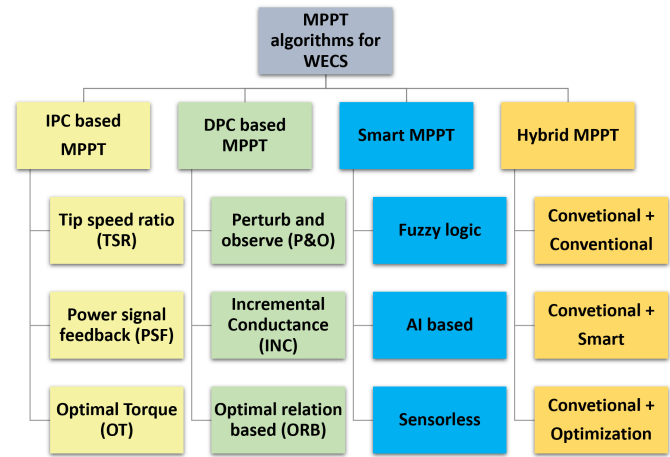 MPPT
algorithms for
WECS
IPC based
MPPT
DPC based
MPPT
Smart MPPT
Hybrid MPPT
Tip speed ratio
(TSR)
Perturb and
observe (P&O)
Fuzzy logic
Convetional +
Conventional
Power signal
feedback (PSF)
Incremental
Conductance
(INC)
AI based
Convetional +
Smart
Optimal Torque
(OT)
Optimal relation
based (ORB)
Sensorless
Convetional +
Optimization